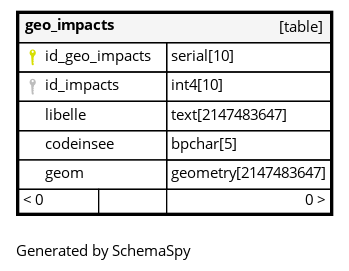 geo_impacts [table]
id_geo_impacts serial[10]
id_impacts int4[10]
libelle text[2147483647]
codeinsee bpchar[5]
geom geometry[2147483647]
< 0 0 >
Generated by SchemaSpy